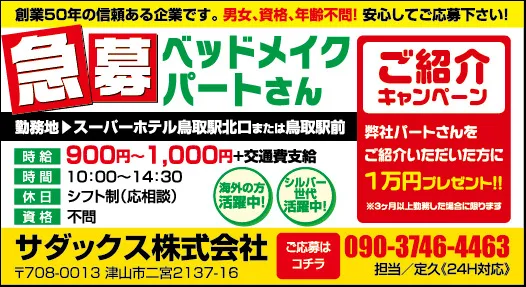 創業50年の信頼ある企業です。男女、資格、年齢不問!安心してご応募下さい!
急募
ベッドメイク
パートさん
勤務地▶スーパーホテル鳥取駅北口または鳥取駅前
時給 900円〜1,000円+交通費支給
時間 10:00〜14:30
休日 シフト制(応相談)
資格 不問
海外の方
活躍中!
シルバー
世代
活躍中!
ご紹介
キャンペーン
弊社パートさんを
ご紹介いただいた方に
1万円プレゼント!!
※3ヶ月以上勤務した場合に限ります
サダックス株式会社
〒708-0013 津山市二宮2137-16
ご応募は
コチラ
090-3746-4463
担当／定久《24H対応》